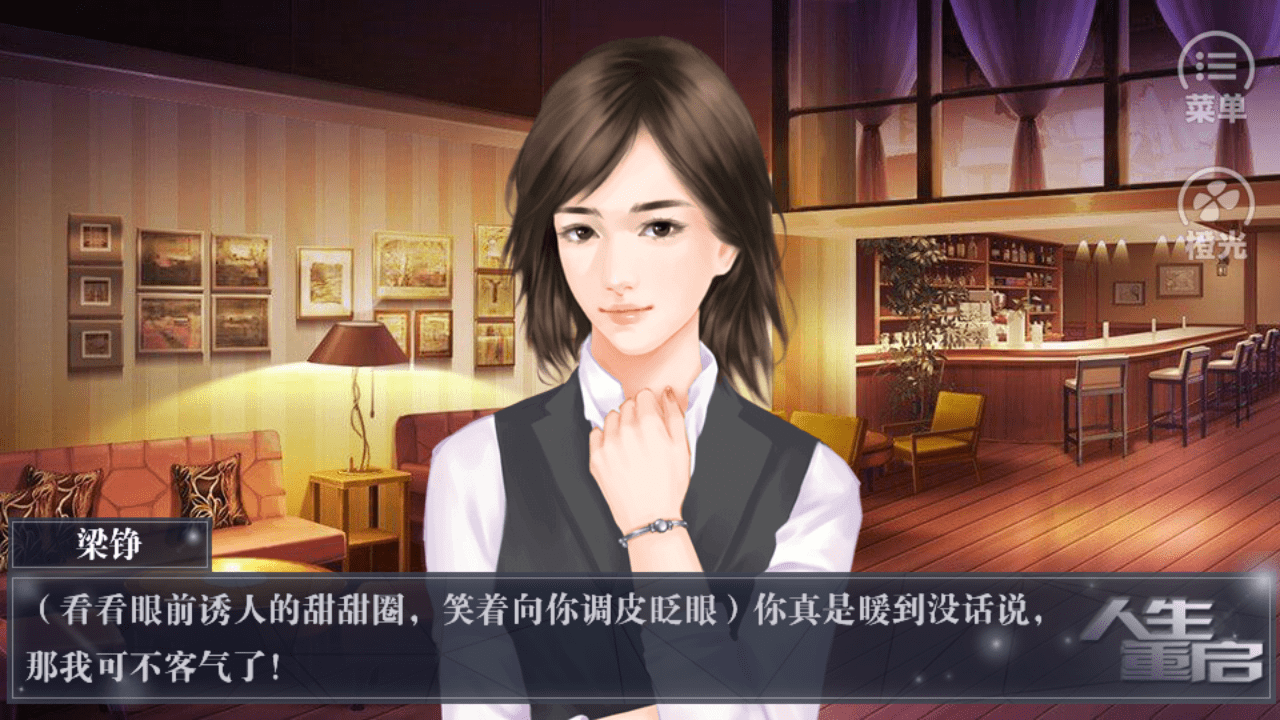 菜单
橙光
梁铮
（看看眼前诱人的甜甜圈，笑着向你调皮眨眼）你真是暖到没话说，
那我可不客气了！
人生
重启